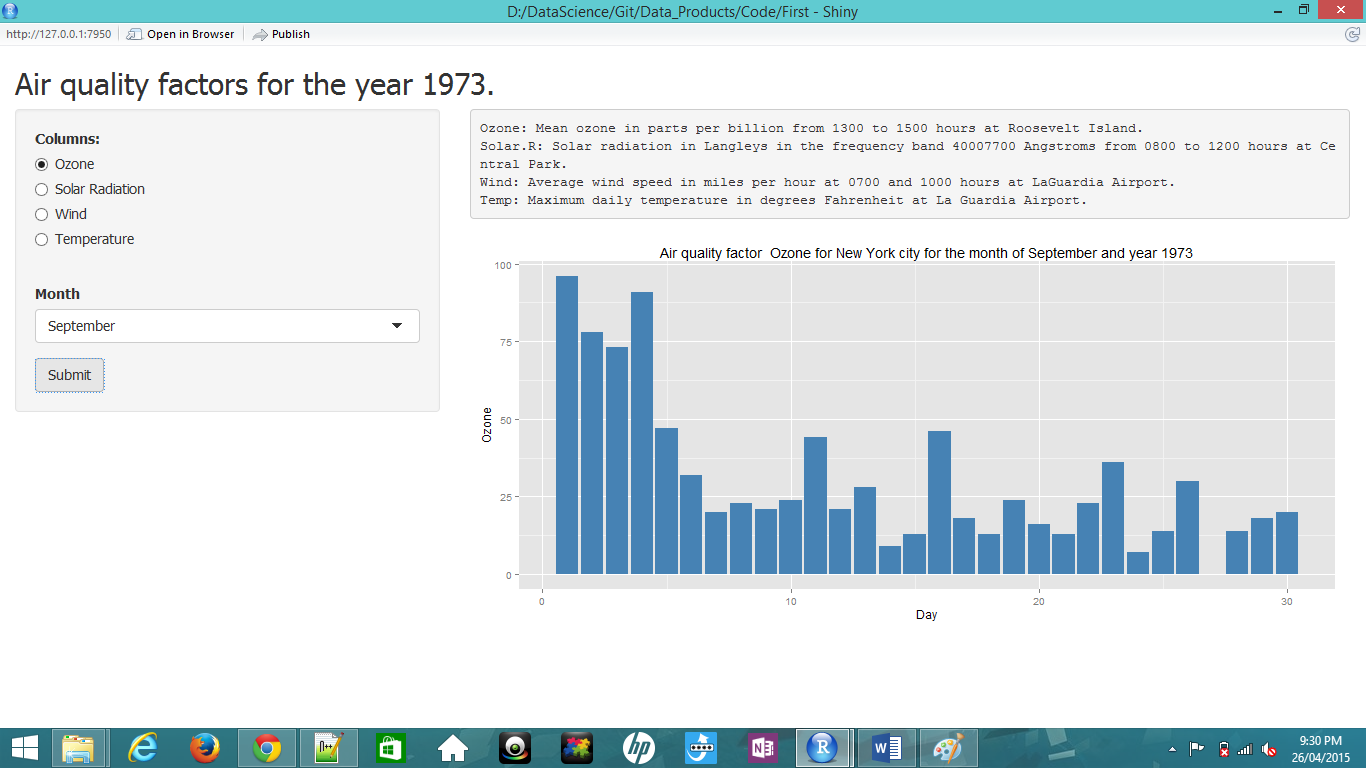 D:/DataScience/Git/Data_Products/Code/First - Shiny
http://127.0.0.1:7950 Open in Browser Publish
Air quality factors for the year 1973.
Columns:
Ozone
Solar Radiation
Wind
Temperature
Month
September
Submit
Ozone: Mean ozone in parts per billion from 1300 to 1500 hours at Roosevelt Island.
Solar.R: Solar radiation in Langleys in the frequency band 40007700 Angstroms from 0800 to 1200 hours at Ce
ntral Park.
Wind: Average wind speed in miles per hour at 0700 and 1000 hours at LaGuardia Airport.
Temp: Maximum daily temperature in degrees Fahrenheit at La Guardia Airport.
Air quality factor  Ozone for New York city for the month of September and year 1973
100
75
50
25
0
Ozone
0 10 20 30
Day
9:30 PM
26/04/2015